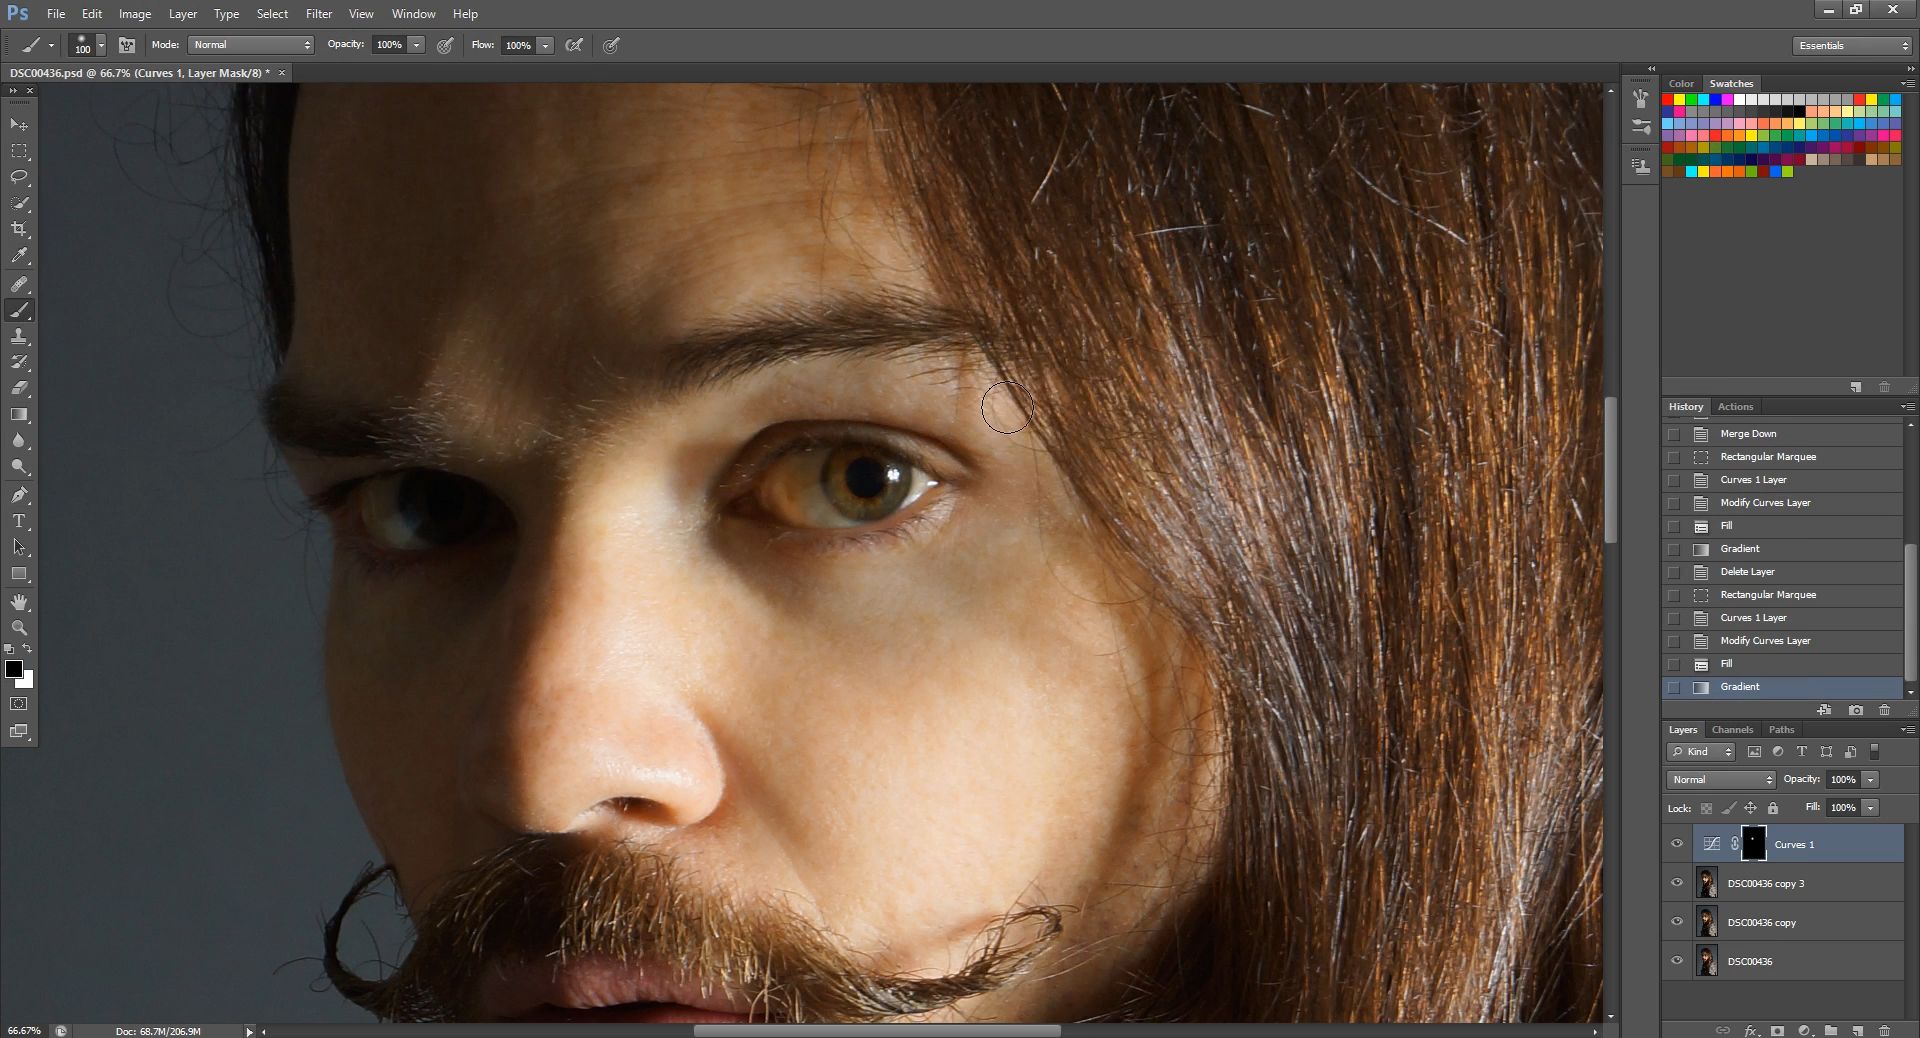 Ps File Edit Image Layer Type Select Filter View Window Help
100 Mode: Normal Opacity: 100% Flow: 100% Essentials
DSC00436.psd @ 66.7% (Curves 1, Layer Mask/8) * ×
Color Swatches
History Actions
Merge Down
Rectangular Marquee
Curves 1 Layer
Modify Curves Layer
Fill
Gradient
Delete Layer
Rectangular Marquee
Curves 1 Layer
Modify Curves Layer
Fill
Gradient
Layers Channels Paths
Kind
Normal Opacity: 100%
Lock: Fill: 100%
Curves 1
DSC00436 copy 3
DSC00436 copy
DSC00436
66.67% Doc: 68.7M/206.9M
fx